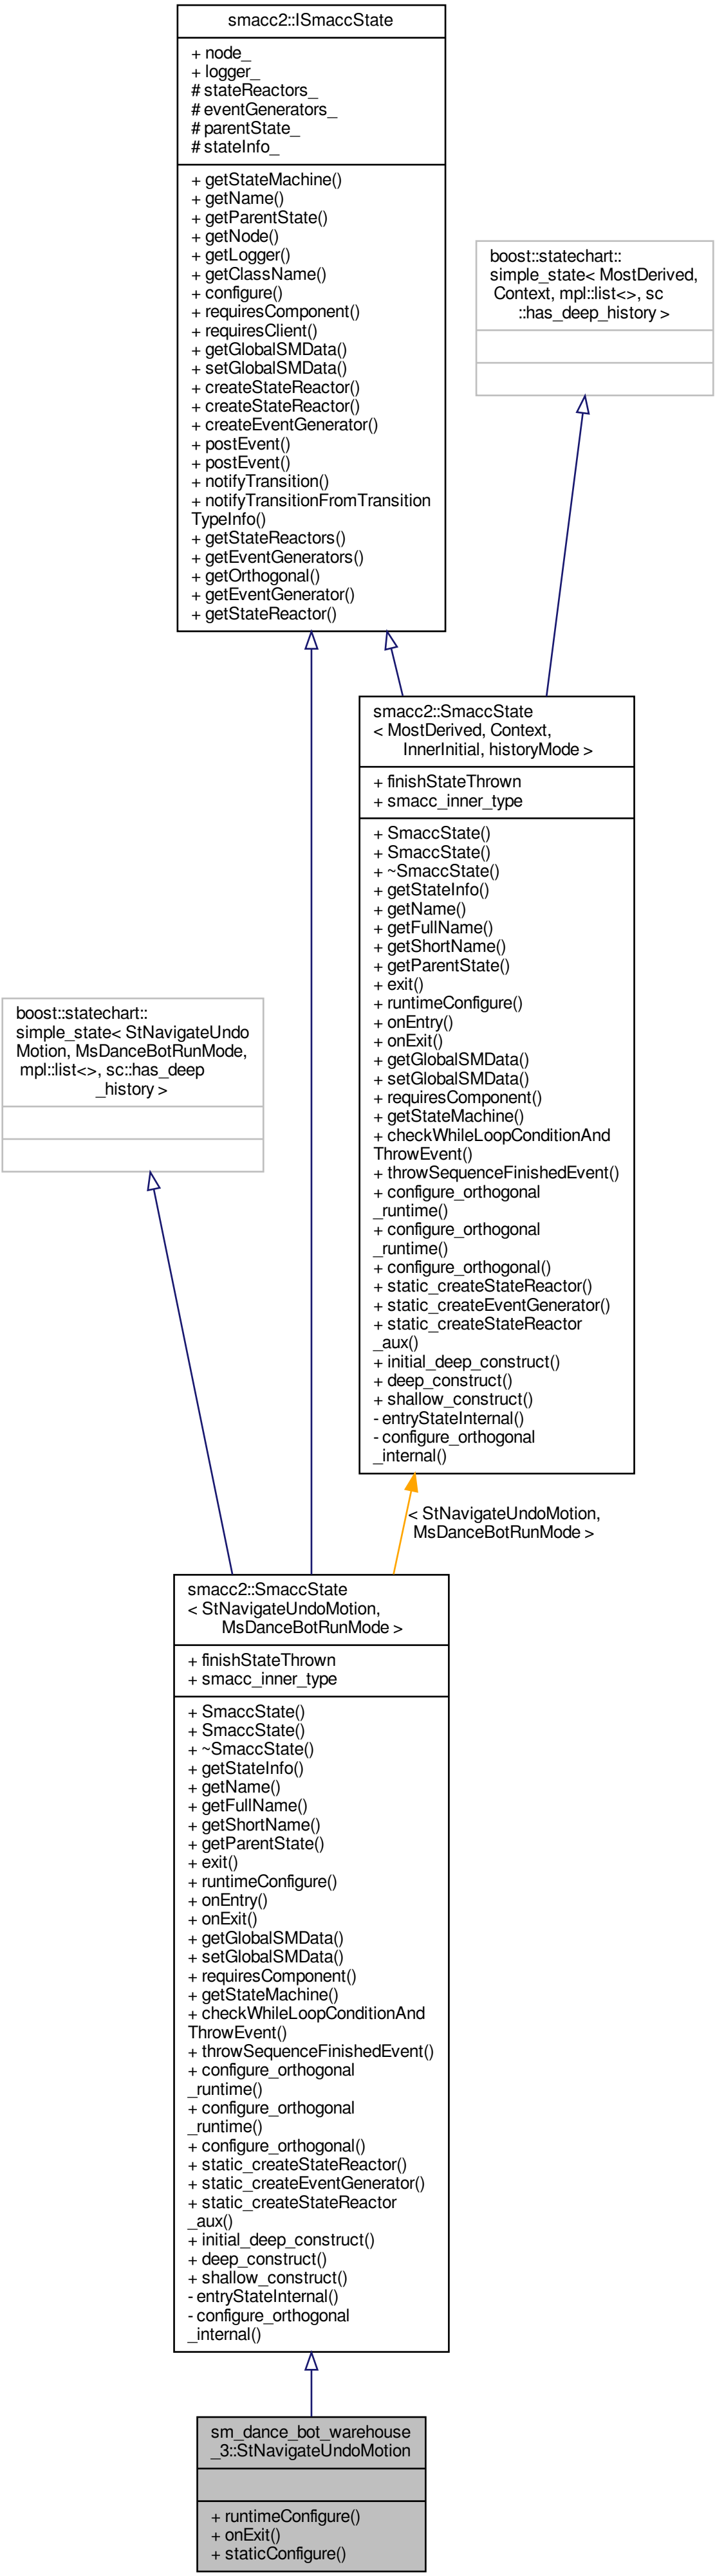 smacc2::ISmaccState
+ node_
+ logger_
# stateReactors_
# eventGenerators_
# parentState_
# stateInfo_
+ getStateMachine()
+ getName()
+ getParentState()
+ getNode()
+ getLogger()
+ getClassName()
+ configure()
+ requiresComponent()
+ requiresClient()
+ getGlobalSMData()
+ setGlobalSMData()
+ createStateReactor()
+ createStateReactor()
+ createEventGenerator()
+ postEvent()
+ postEvent()
+ notifyTransition()
+ notifyTransitionFromTransition
TypeInfo()
+ getStateReactors()
+ getEventGenerators()
+ getOrthogonal()
+ getEventGenerator()
+ getStateReactor()
boost::statechart::
simple_state< MostDerived,
Context, mpl::list<>, sc
::has_deep_history >
smacc2::SmaccState
< MostDerived, Context,
InnerInitial, historyMode >
+ finishStateThrown
+ smacc_inner_type
+ SmaccState()
+ SmaccState()
+ ~SmaccState()
+ getStateInfo()
+ getName()
+ getFullName()
+ getShortName()
+ getParentState()
+ exit()
+ runtimeConfigure()
+ onEntry()
+ onExit()
+ getGlobalSMData()
+ setGlobalSMData()
+ requiresComponent()
+ getStateMachine()
+ checkWhileLoopConditionAnd
ThrowEvent()
+ throwSequenceFinishedEvent()
+ configure_orthogonal
_runtime()
+ configure_orthogonal
_runtime()
+ configure_orthogonal()
+ static_createStateReactor()
+ static_createEventGenerator()
+ static_createStateReactor
_aux()
+ initial_deep_construct()
+ deep_construct()
+ shallow_construct()
- entryStateInternal()
- configure_orthogonal
_internal()
boost::statechart::
simple_state< StNavigateUndo
Motion, MsDanceBotRunMode,
mpl::list<>, sc::has_deep
_history >
< StNavigateUndoMotion,
MsDanceBotRunMode >
smacc2::SmaccState
< StNavigateUndoMotion,
MsDanceBotRunMode >
+ finishStateThrown
+ smacc_inner_type
+ SmaccState()
+ SmaccState()
+ ~SmaccState()
+ getStateInfo()
+ getName()
+ getFullName()
+ getShortName()
+ getParentState()
+ exit()
+ runtimeConfigure()
+ onEntry()
+ onExit()
+ getGlobalSMData()
+ setGlobalSMData()
+ requiresComponent()
+ getStateMachine()
+ checkWhileLoopConditionAnd
ThrowEvent()
+ throwSequenceFinishedEvent()
+ configure_orthogonal
_runtime()
+ configure_orthogonal
_runtime()
+ configure_orthogonal()
+ static_createStateReactor()
+ static_createEventGenerator()
+ static_createStateReactor
_aux()
+ initial_deep_construct()
+ deep_construct()
+ shallow_construct()
- entryStateInternal()
- configure_orthogonal
_internal()
sm_dance_bot_warehouse
_3::StNavigateUndoMotion
+ runtimeConfigure()
+ onExit()
+ staticConfigure()